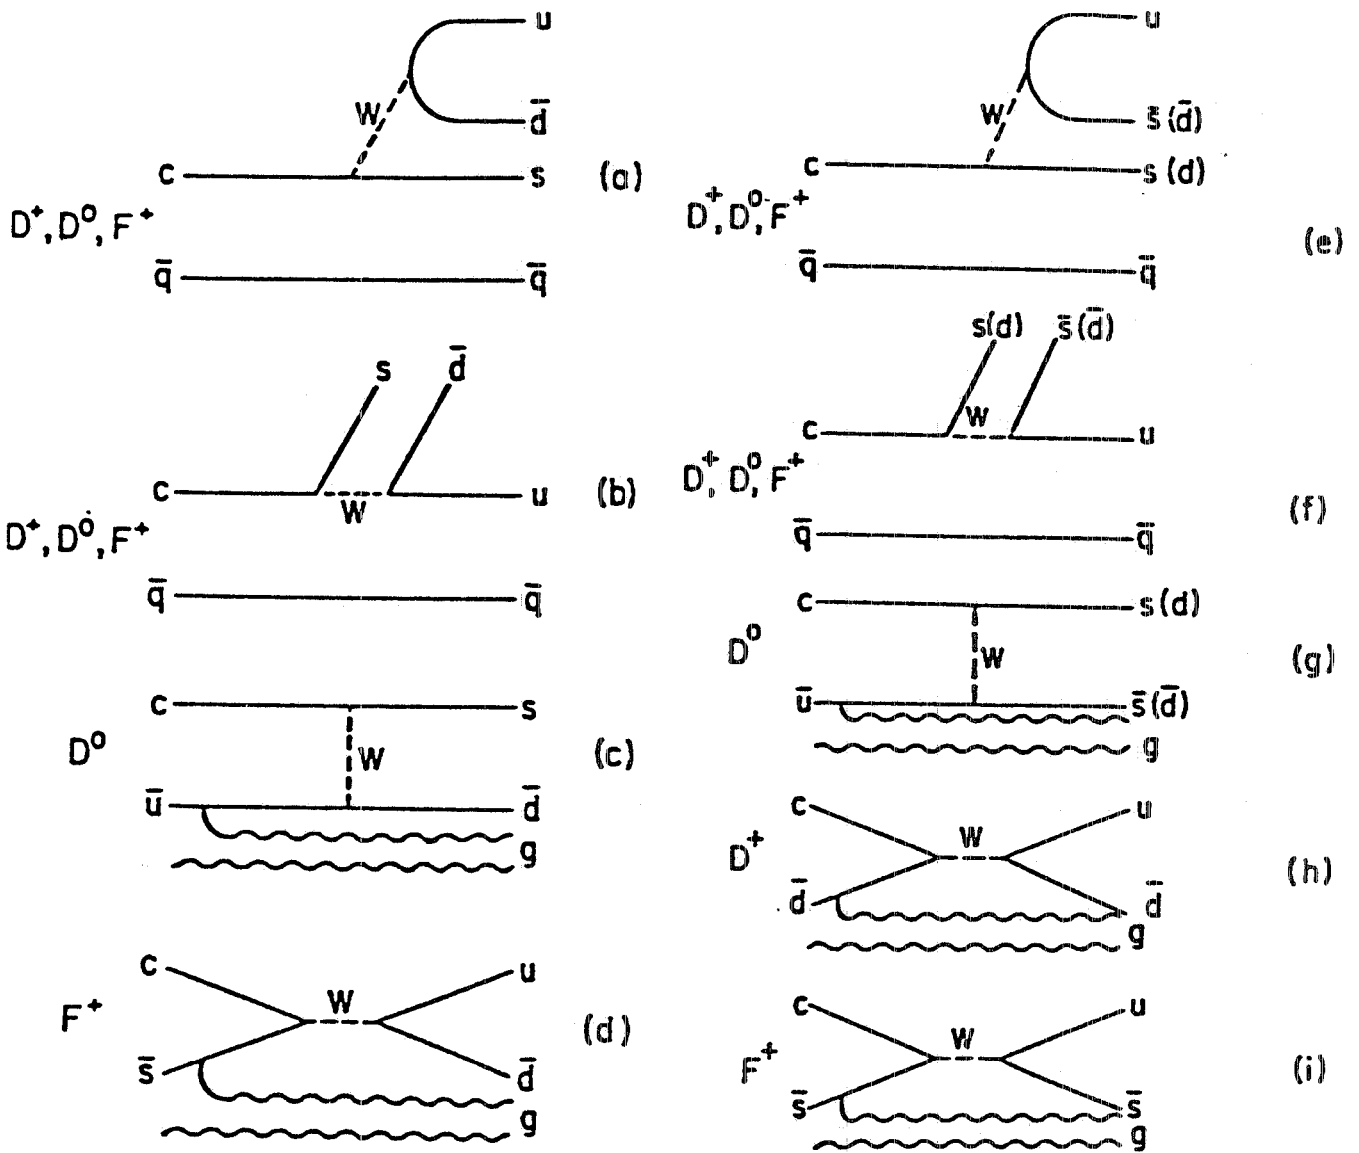 u
W
d̄
c
s
(a)
D⁺, D⁰, F⁺
q̄
q̄
s
d̄
c
W
u
(b)
D⁺, D⁰, F⁺
q̄
q̄
c
s
D⁰
W
(c)
ū
d̄
g
c
u
F⁺
W
(d)
s̄
d̄
g
u
W
s̄(d̄)
c
s(d)
D⁺, D⁰, F⁺
(e)
q̄
q̄
s(d)
s̄(d̄)
c
W
u
D⁺, D⁰, F⁺
(f)
q̄
q̄
c
s(d)
D⁰
W
(g)
ū
s̄(d̄)
g
c
u
D⁺
W
(h)
d̄
d̄
g
c
u
F⁺
W
(i)
s̄
s̄
g